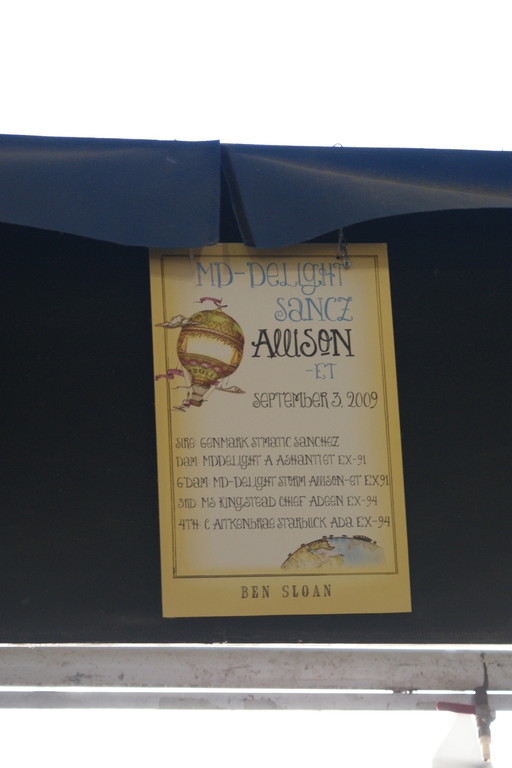 MD-DELIGHT
SANCZ
ALLISON
-ET
SEPTEMBER 3, 2009
2011
SIRE: GENMARK STMATIC SANCHEZ
DAM: MDDELIGHT A ASHANTI ET EX-91
G'DAM: MD-DELIGHT STORM ALLISON-ET EX91
3RD: MS KINGSTEAD CHIEF ADEEN EX-94
4TH: C AITKENBRAE STARBUCK ADA EX-94
BEN SLOAN